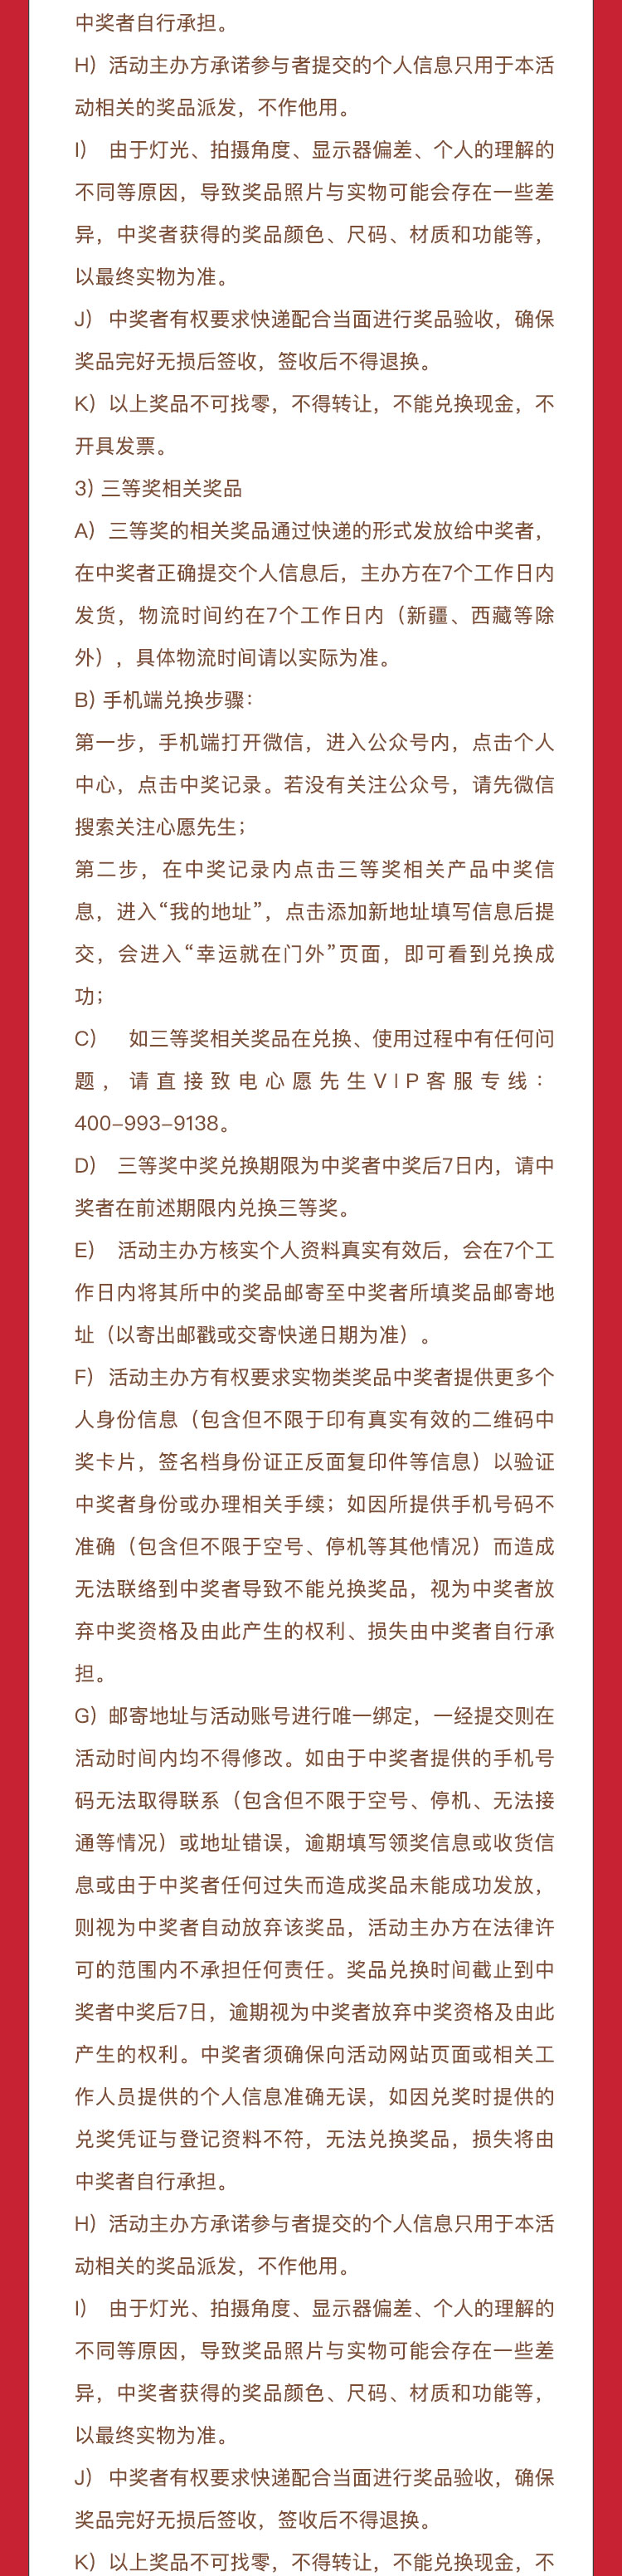 中奖者自行承担。
H）活动主办方承诺参与者提交的个人信息只用于本活
动相关的奖品派发，不作他用。
I） 由于灯光、拍摄角度、显示器偏差、个人的理解的
不同等原因，导致奖品照片与实物可能会存在一些差
异，中奖者获得的奖品颜色、尺码、材质和功能等，
以最终实物为准。
J） 中奖者有权要求快递配合当面进行奖品验收，确保
奖品完好无损后签收，签收后不得退换。
K）以上奖品不可找零，不得转让，不能兑换现金，不
开具发票。
3) 三等奖相关奖品
A）三等奖的相关奖品通过快递的形式发放给中奖者，
在中奖者正确提交个人信息后，主办方在7个工作日内
发货，物流时间约在7个工作日内（新疆、西藏等除
外），具体物流时间请以实际为准。
B) 手机端兑换步骤：
第一步，手机端打开微信，进入公众号内，点击个人
中心，点击中奖记录。若没有关注公众号，请先微信
搜索关注心愿先生；
第二步，在中奖记录内点击三等奖相关产品中奖信
息，进入“我的地址”，点击添加新地址填写信息后提
交，会进入“幸运就在门外”页面，即可看到兑换成
功；
C） 如三等奖相关奖品在兑换、使用过程中有任何问
题，请直接致电心愿先生VIP客服专线：
400-993-9138。
D） 三等奖中奖兑换期限为中奖者中奖后7日内，请中
奖者在前述期限内兑换三等奖。
E） 活动主办方核实个人资料真实有效后，会在7个工
作日内将其所中的奖品邮寄至中奖者所填奖品邮寄地
址（以寄出邮戳或交寄快递日期为准）。
F）活动主办方有权要求实物类奖品中奖者提供更多个
人身份信息（包含但不限于印有真实有效的二维码中
奖卡片，签名档身份证正反面复印件等信息）以验证
中奖者身份或办理相关手续；如因所提供手机号码不
准确（包含但不限于空号、停机等其他情况）而造成
无法联络到中奖者导致不能兑换奖品，视为中奖者放
弃中奖资格及由此产生的权利、损失由中奖者自行承
担。
G）邮寄地址与活动账号进行唯一绑定，一经提交则在
活动时间内均不得修改。如由于中奖者提供的手机号
码无法取得联系（包含但不限于空号、停机、无法接
通等情况）或地址错误，逾期填写领奖信息或收货信
息或由于中奖者任何过失而造成奖品未能成功发放，
则视为中奖者自动放弃该奖品，活动主办方在法律许
可的范围内不承担任何责任。奖品兑换时间截止到中
奖者中奖后7日，逾期视为中奖者放弃中奖资格及由此
产生的权利。中奖者须确保向活动网站页面或相关工
作人员提供的个人信息准确无误，如因兑奖时提供的
兑奖凭证与登记资料不符，无法兑换奖品，损失将由
中奖者自行承担。
H）活动主办方承诺参与者提交的个人信息只用于本活
动相关的奖品派发，不作他用。
I） 由于灯光、拍摄角度、显示器偏差、个人的理解的
不同等原因，导致奖品照片与实物可能会存在一些差
异，中奖者获得的奖品颜色、尺码、材质和功能等，
以最终实物为准。
J） 中奖者有权要求快递配合当面进行奖品验收，确保
奖品完好无损后签收，签收后不得退换。
K）以上奖品不可找零，不得转让，不能兑换现金，不